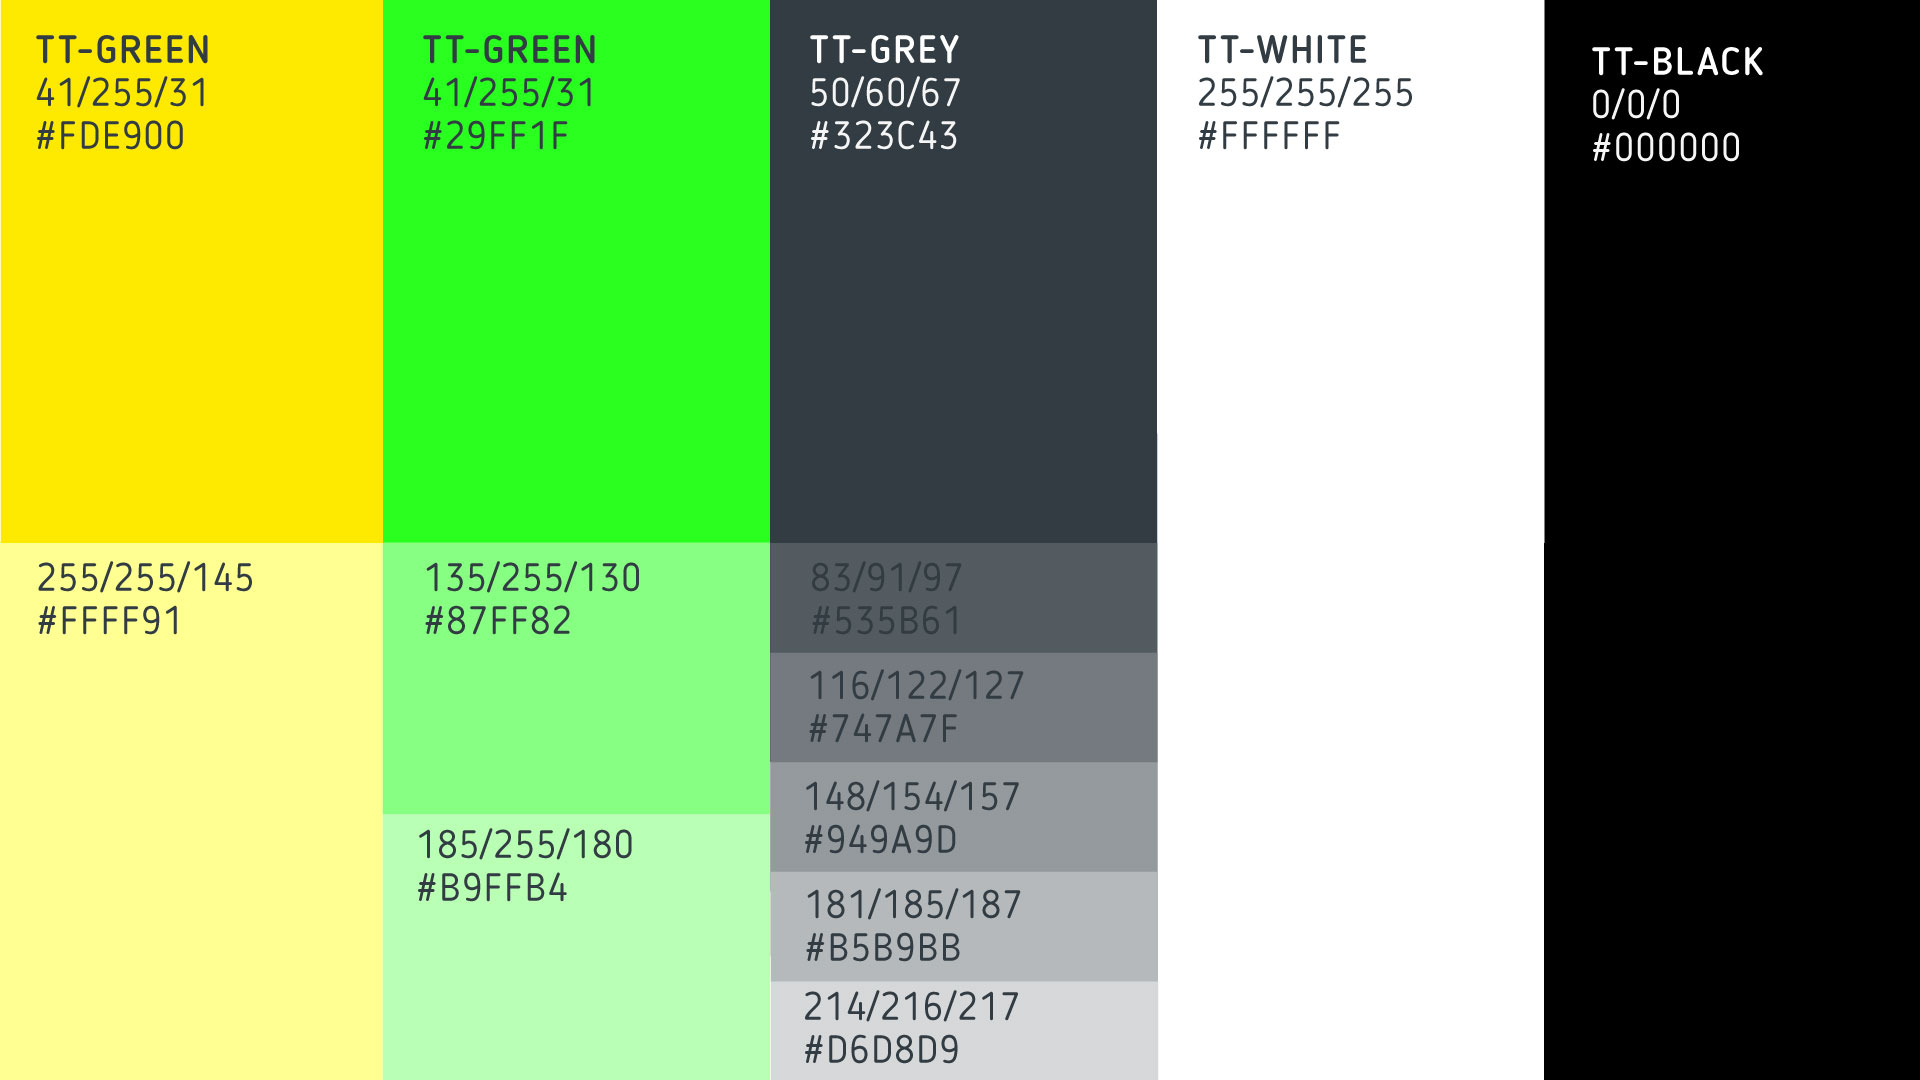 TT-GREEN
41/255/31
#FDE900
TT-GREEN
41/255/31
#29FF1F
TT-GREY
50/60/67
#323C43
TT-WHITE
255/255/255
#FFFFFF
TT-BLACK
0/0/0
#000000
255/255/145
#FFFF91
135/255/130
#87FF82
185/255/180
#B9FFB4
83/91/97
#535B61
116/122/127
#747A7F
148/154/157
#949A9D
181/185/187
#B5B9BB
214/216/217
#D6D8D9